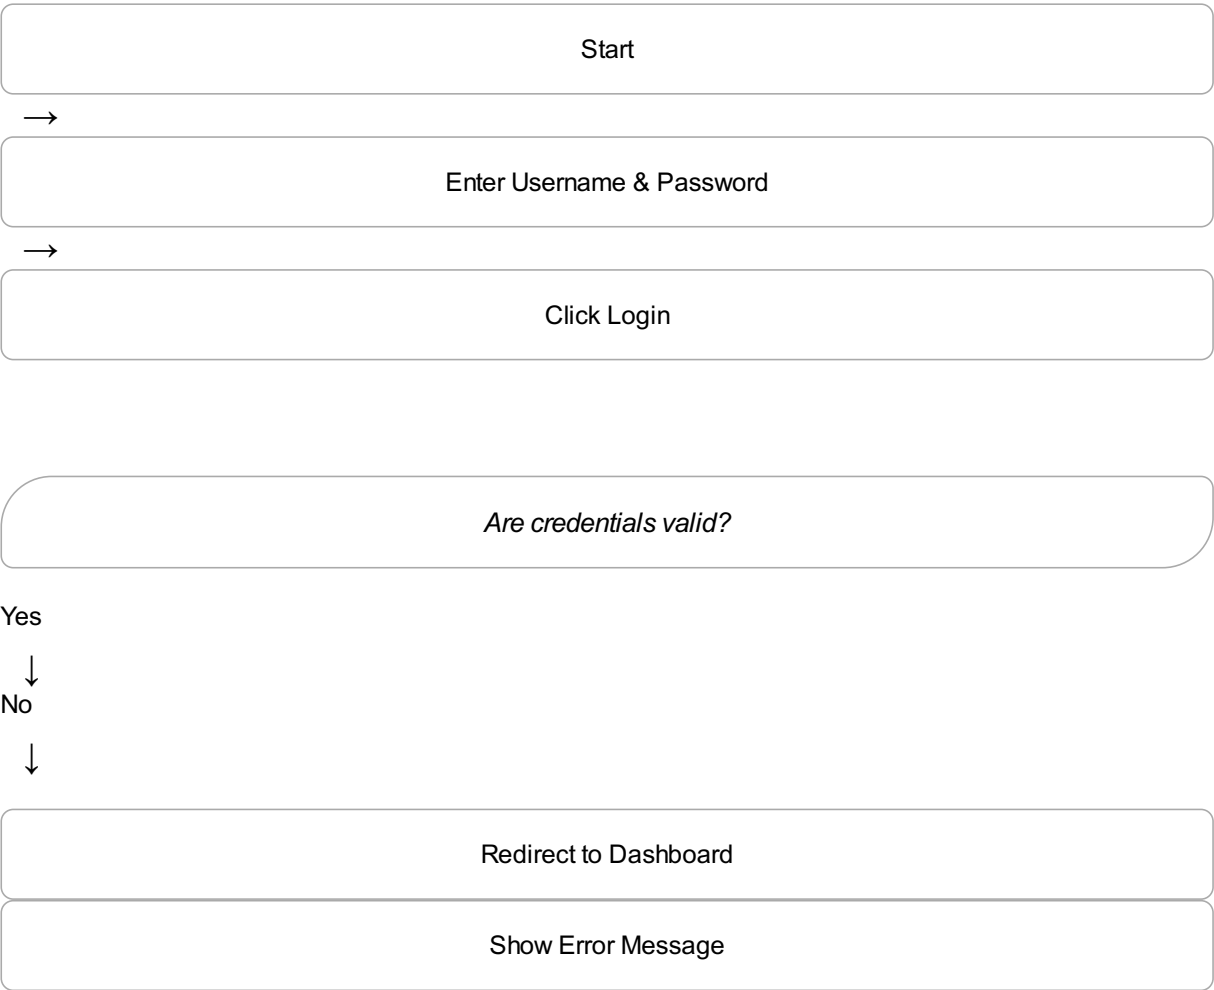 Start
→
Enter Username & Password
→
Click Login
Are credentials valid?
Yes
↓
No
↓
Redirect to Dashboard
Show Error Message